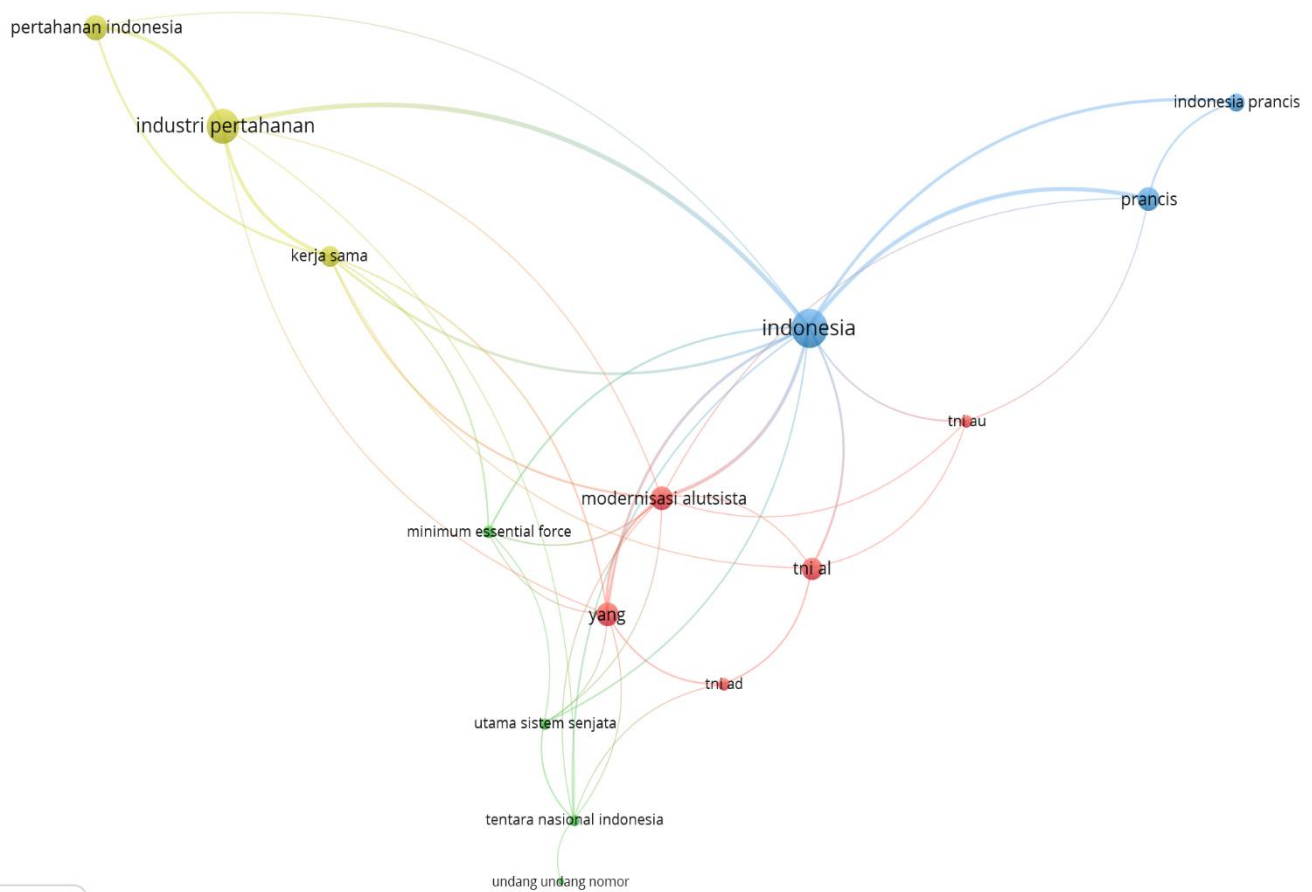 pertahanan indonesia
indonesia prancis
industri pertahanan
prancis
kerja sama
indonesia
tni au
modernisasi alutsista
minimum essential force
tni al
yang
tni ad
utama sistem senjata
tentara nasional indonesia
undang undang nomor